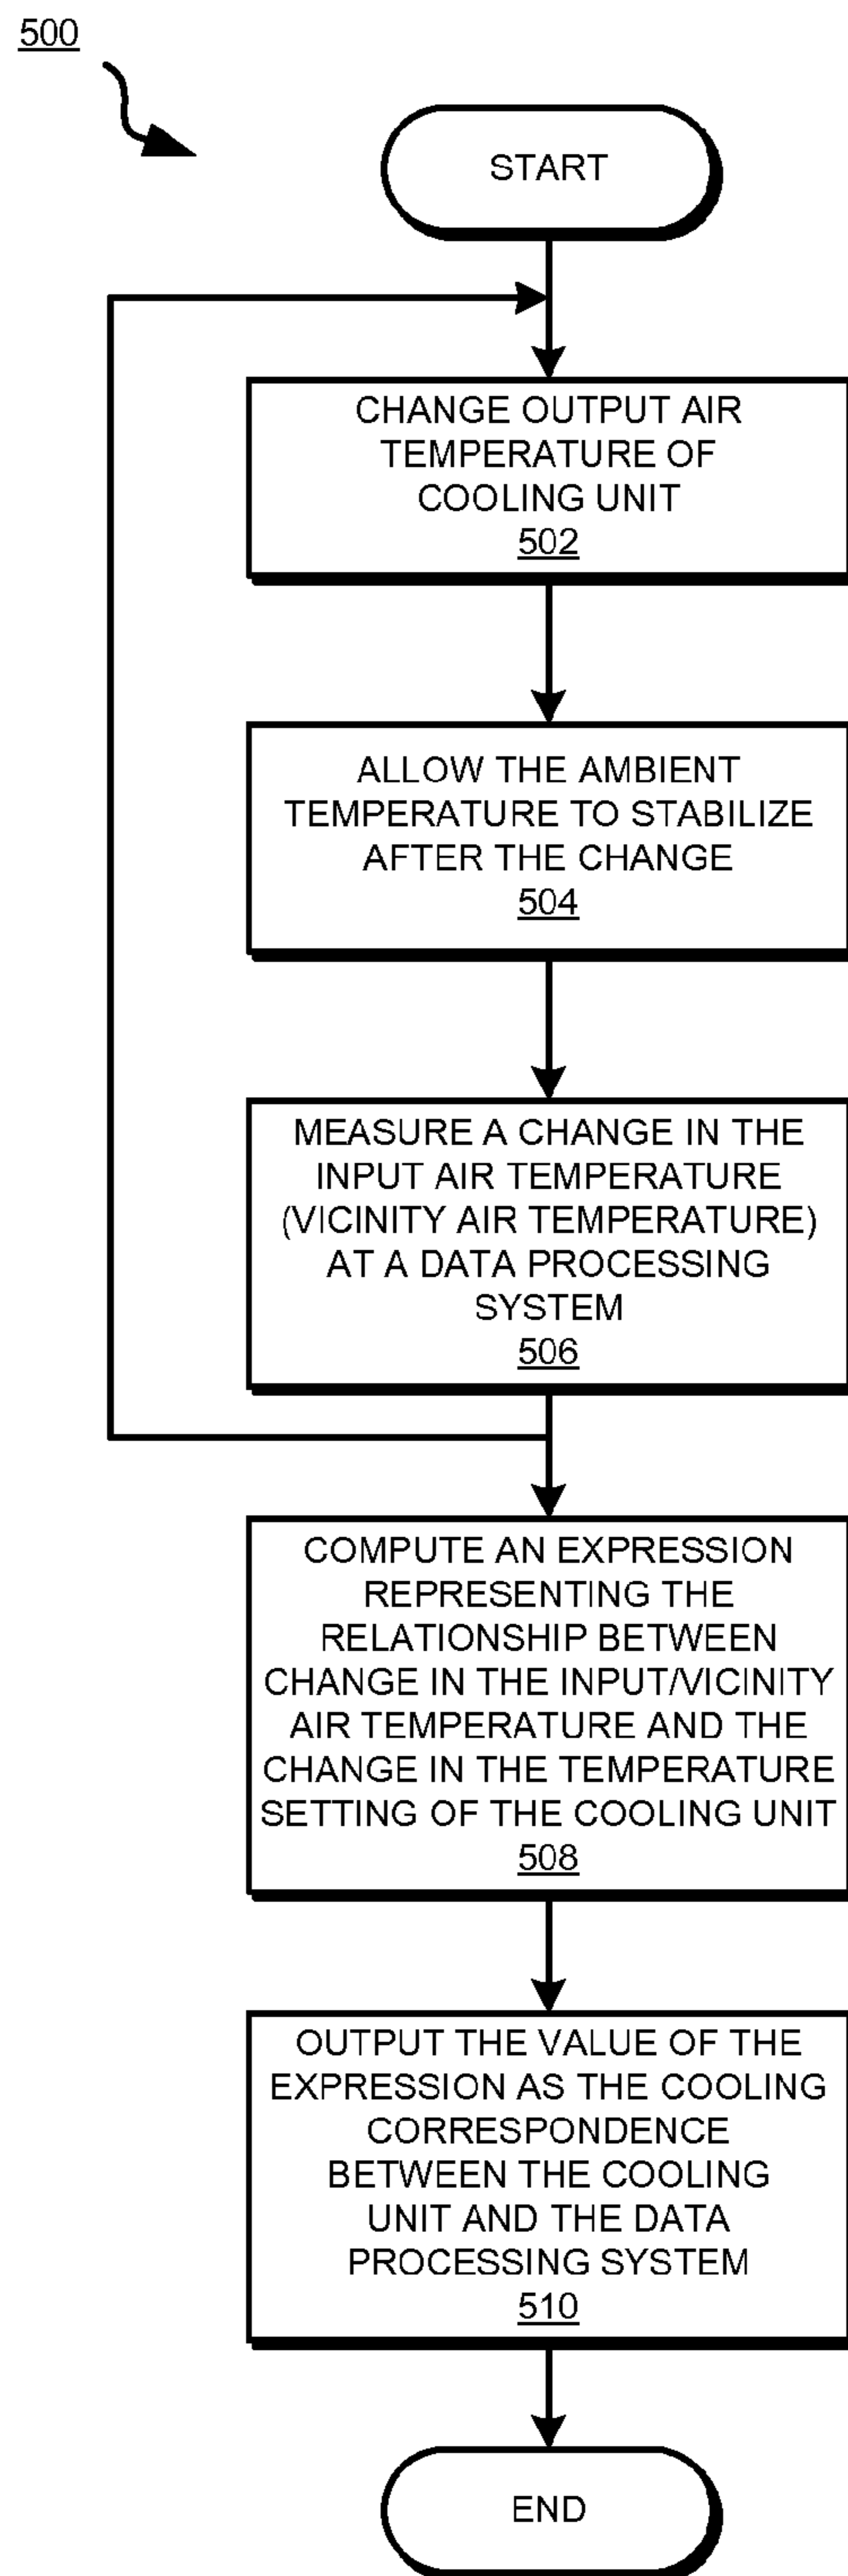 500
START
CHANGE OUTPUT AIR
TEMPERATURE OF
COOLING UNIT
502
ALLOW THE AMBIENT
TEMPERATURE TO STABILIZE
AFTER THE CHANGE
504
MEASURE A CHANGE IN THE
INPUT AIR TEMPERATURE
(VICINITY AIR TEMPERATURE)
AT A DATA PROCESSING
SYSTEM
506
COMPUTE AN EXPRESSION
REPRESENTING THE
RELATIONSHIP BETWEEN
CHANGE IN THE INPUT/VICINITY
AIR TEMPERATURE AND THE
CHANGE IN THE TEMPERATURE
SETTING OF THE COOLING UNIT
508
OUTPUT THE VALUE OF THE
EXPRESSION AS THE COOLING
CORRESPONDENCE
BETWEEN THE COOLING
UNIT AND THE DATA
PROCESSING SYSTEM
510
END